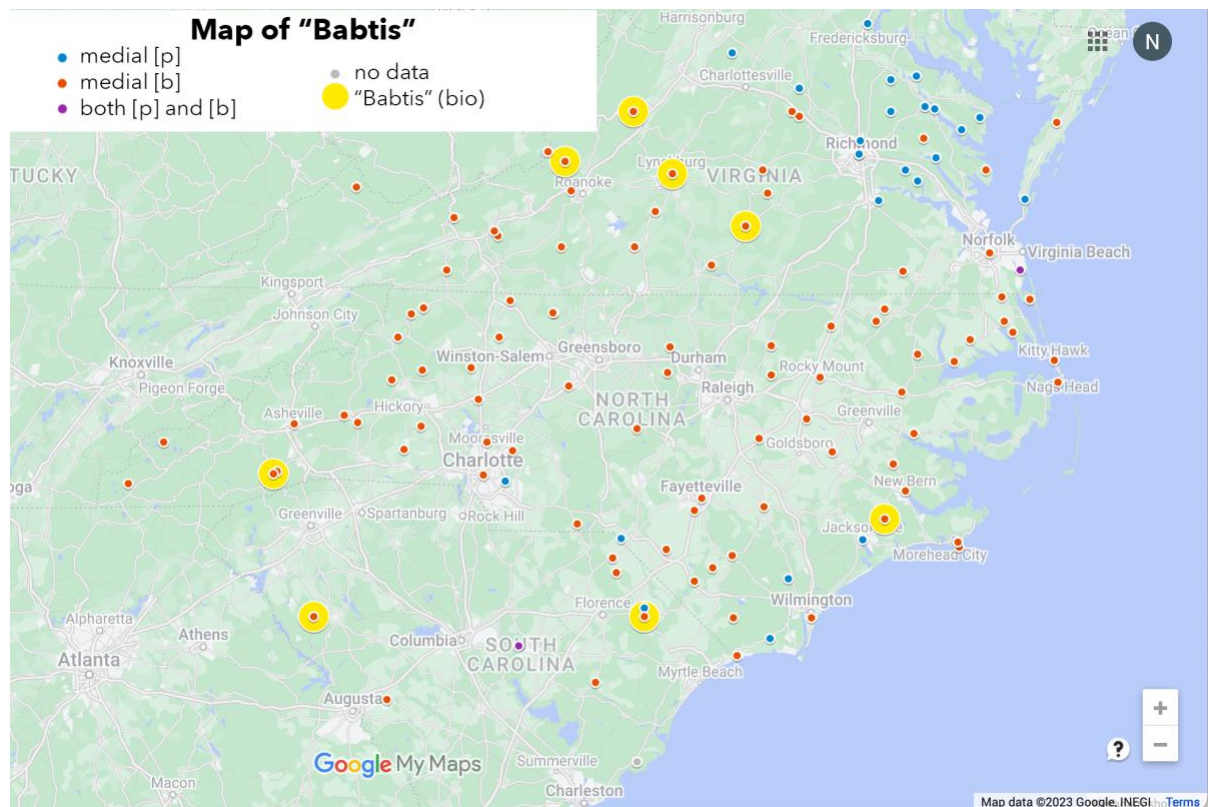 Map of “Babtis”
medial [p]
medial [b]
both [p] and [b]
no data
“Babtis” (bio)
N
Harrisonburg
Fredericksburg
Charlottesville
Richmond
TUCKY
Roanoke
VIRGINIA
Norfolk
Virginia Beach
Kingsport
Johnson City
Knoxville
Pigeon Forge
Winston-Salem
Greensboro
Durham
Rocky Mount
Kitty Hawk
Raleigh
Nags Head
Asheville
Hickory
NORTH
CAROLINA
Greenville
Mooresville
Goldsboro
Charlotte
oga
Fayetteville
New Bern
Greenville
Spartanburg
Rock Hill
Morehead City
Alpharetta
Athens
Florence
Wilmington
Atlanta
Columbia
SOUTH
CAROLINA
Myrtle Beach
Augusta
Google My Maps
Summerville
Macon
Charleston
+
−
?
Map data ©2023 Google, INEGI
Terms